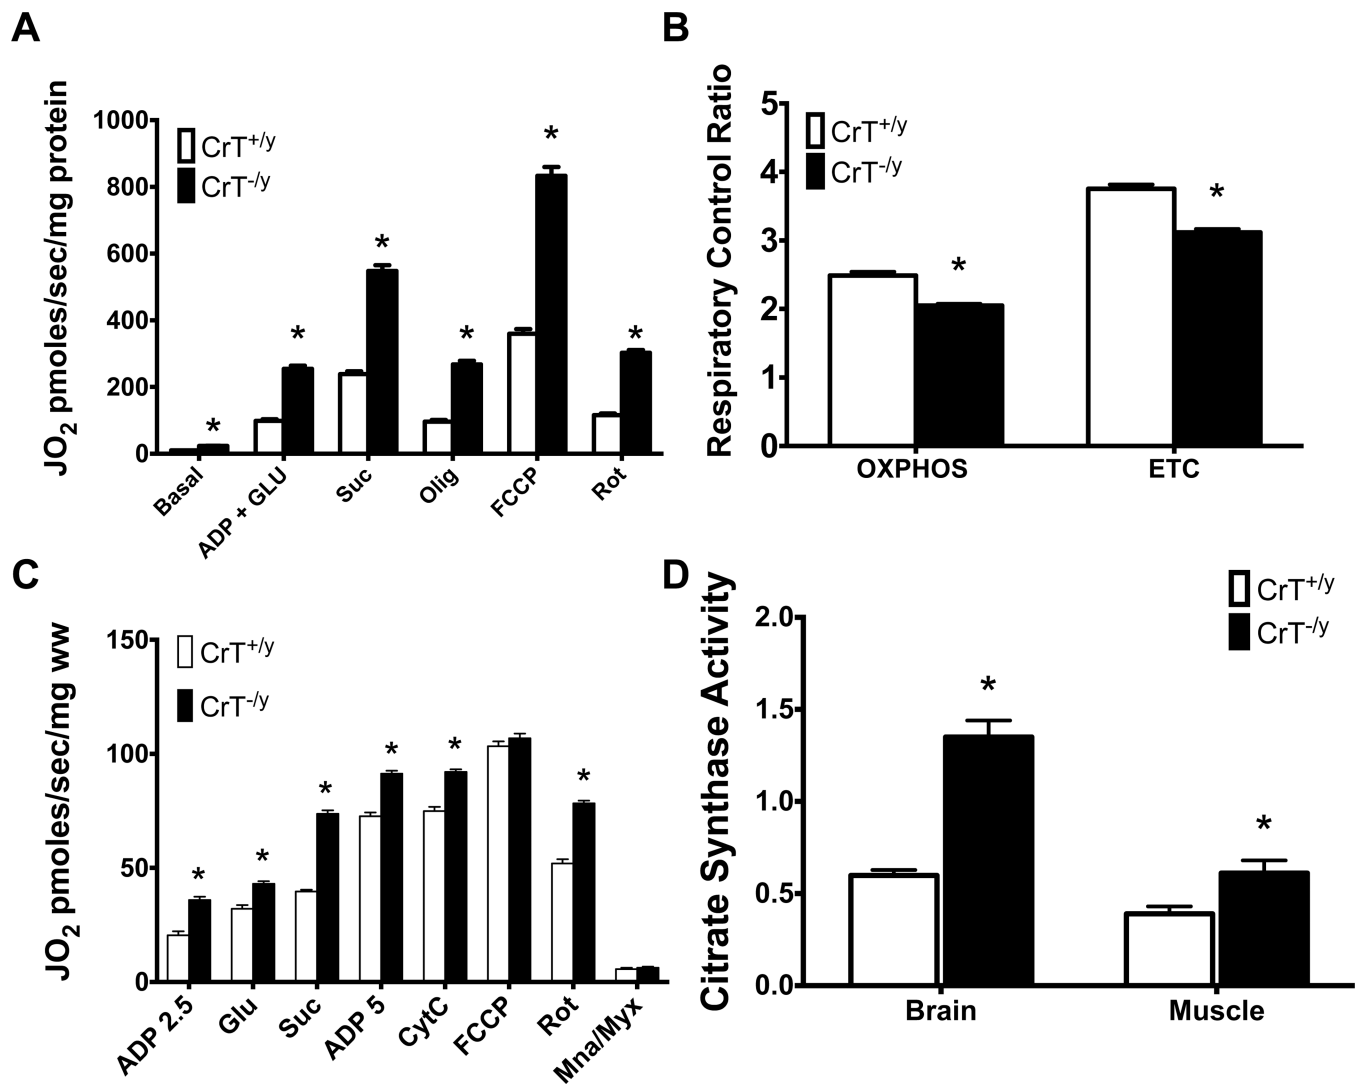 A
JO2 pmoles/sec/mg protein
1000
800
600
400
200
0
CrT+/y
CrT-/y
*
*
*
*
*
*
Basal
ADP + GLU
Suc
Olig
FCCP
Rot
B
Respiratory Control Ratio
5
4
3
2
1
0
CrT+/y
CrT-/y
*
*
OXPHOS
ETC
C
JO2 pmoles/sec/mg ww
150
100
50
0
CrT+/y
CrT-/y
*
*
*
*
*
*
ADP 2.5
Glu
Suc
ADP 5
CytC
FCCP
Rot
Mna/Myx
D
Citrate Synthase Activity
2.0
1.5
1.0
0.5
0.0
CrT+/y
CrT-/y
*
*
Brain
Muscle